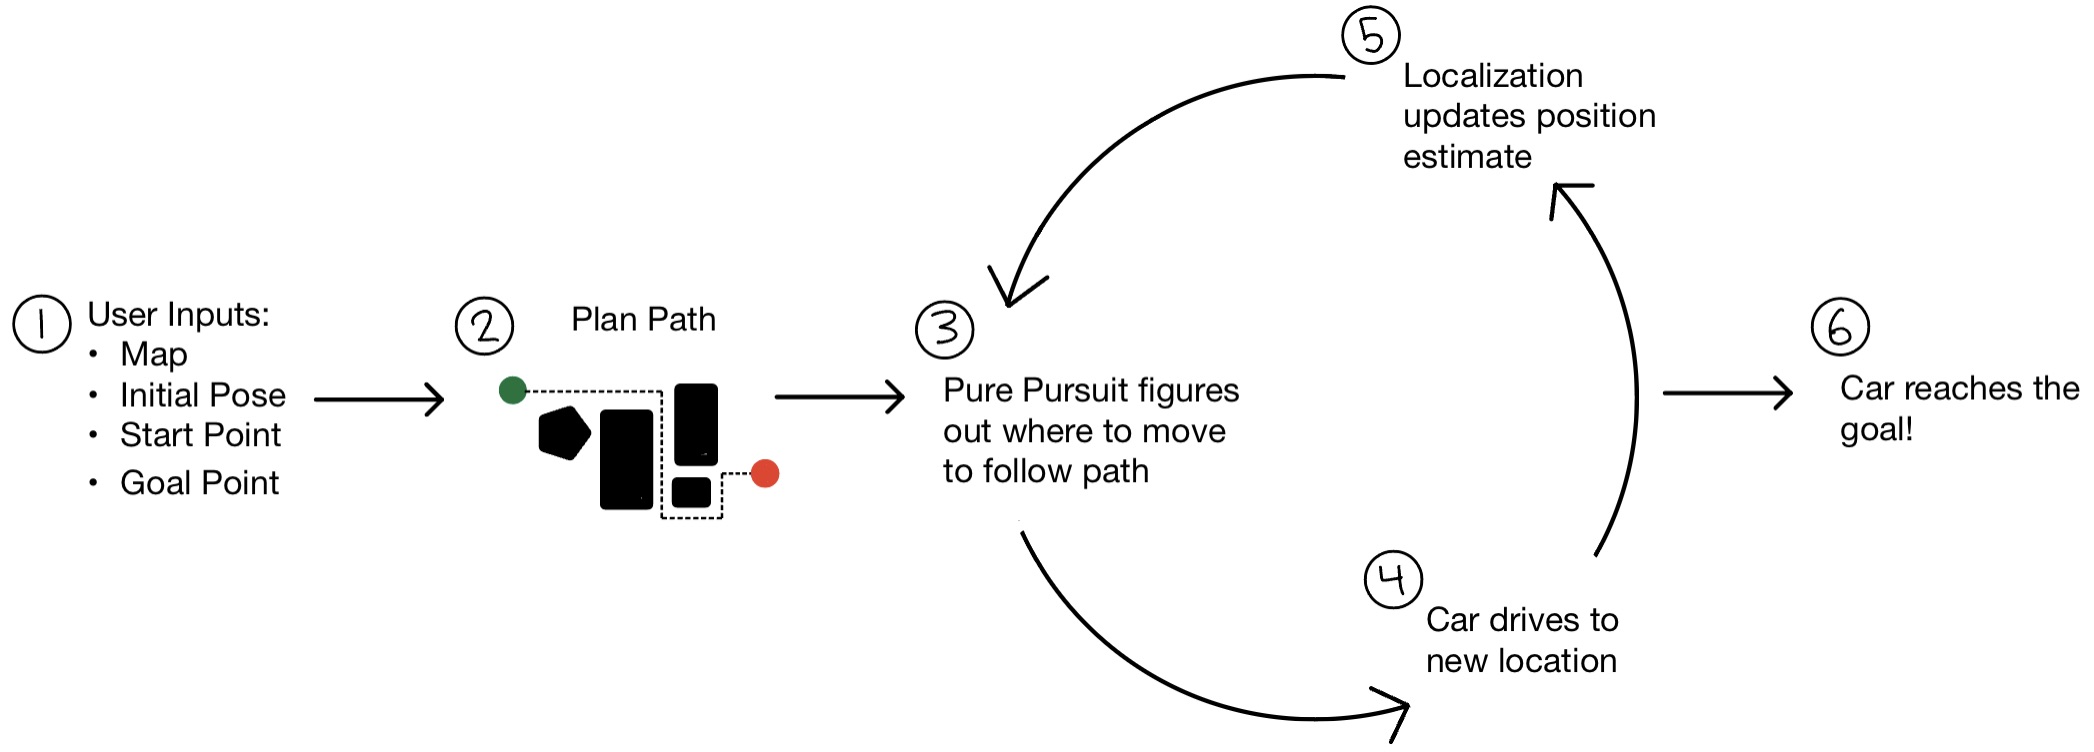 1
User Inputs:
• Map
• Initial Pose
• Start Point
• Goal Point
2
Plan Path
3
Pure Pursuit figures
out where to move
to follow path
4
Car drives to
new location
5
Localization
updates position
estimate
6
Car reaches the
goal!